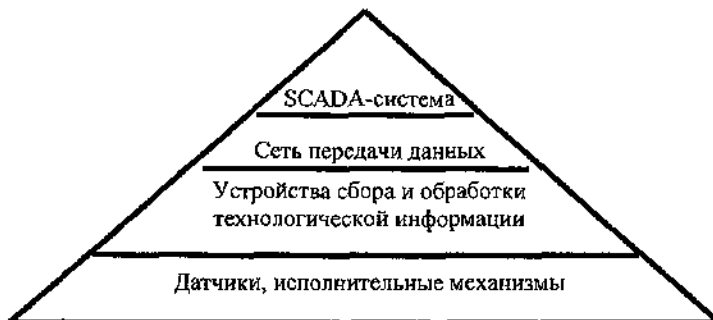 SCADA-система
Сеть передачи данных
Устройства сбора и обработки
технологической информации
Датчики, исполнительные механизмы